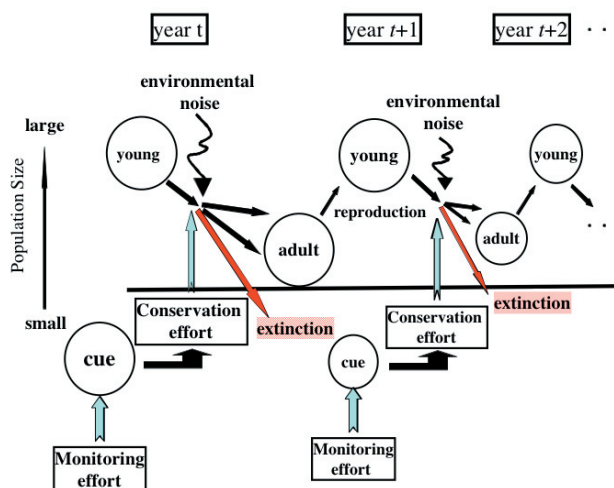 year t
year t+1
year t+2
. .
environmental
noise
environmental
noise
large
young
young
young
Population Size
reproduction
adult
adult
. .
small
Conservation
effort
extinction
Conservation
effort
extinction
cue
cue
Monitoring
effort
Monitoring
effort